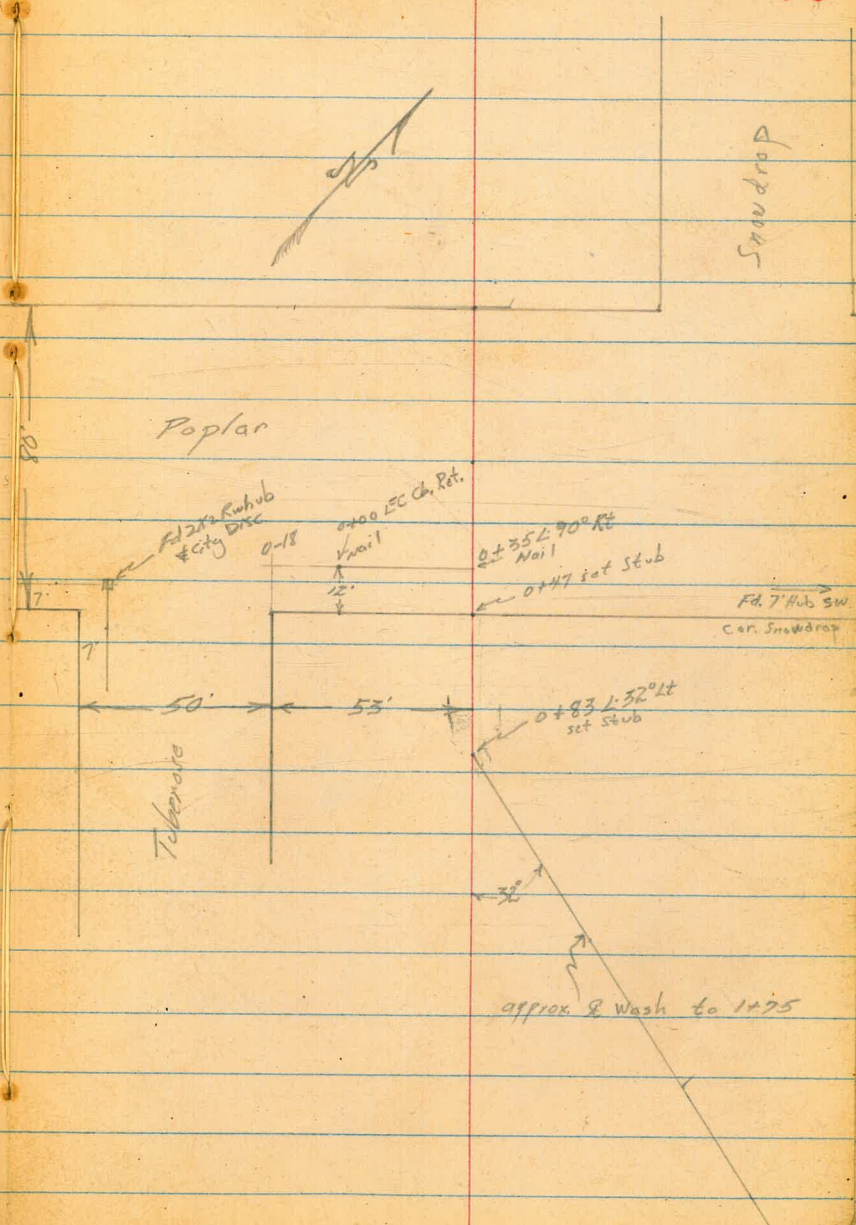 Snowdrop
80'
Poplar
Fd 2x2 Rwhub
& City Disc
0-18
0+00 EC Cb. Ret.
Nail
12'
0+35 ∠ 90° Rt
Nail
0+47 set Stub
7'
7'
Fd. 7' Hub SW
Cor. Snowdrop
50'
53'
0+83 ∠ 32° Lt
set Stub
Tuberose
32°
approx. ℄ Wash to 1+75